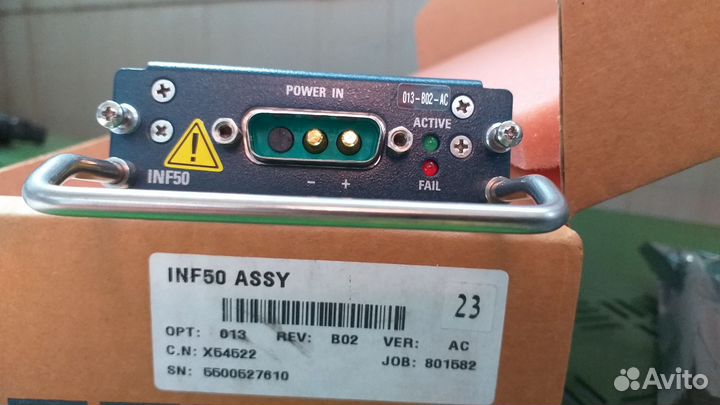 POWER IN
013-B02-AC
ACTIVE
INF50
- +
FAIL
INF50 ASSY
23
OPT: 013 REV: B02 VER: AC
C.N: X54522 JOB: 801582
SN: 5500527610
Avito